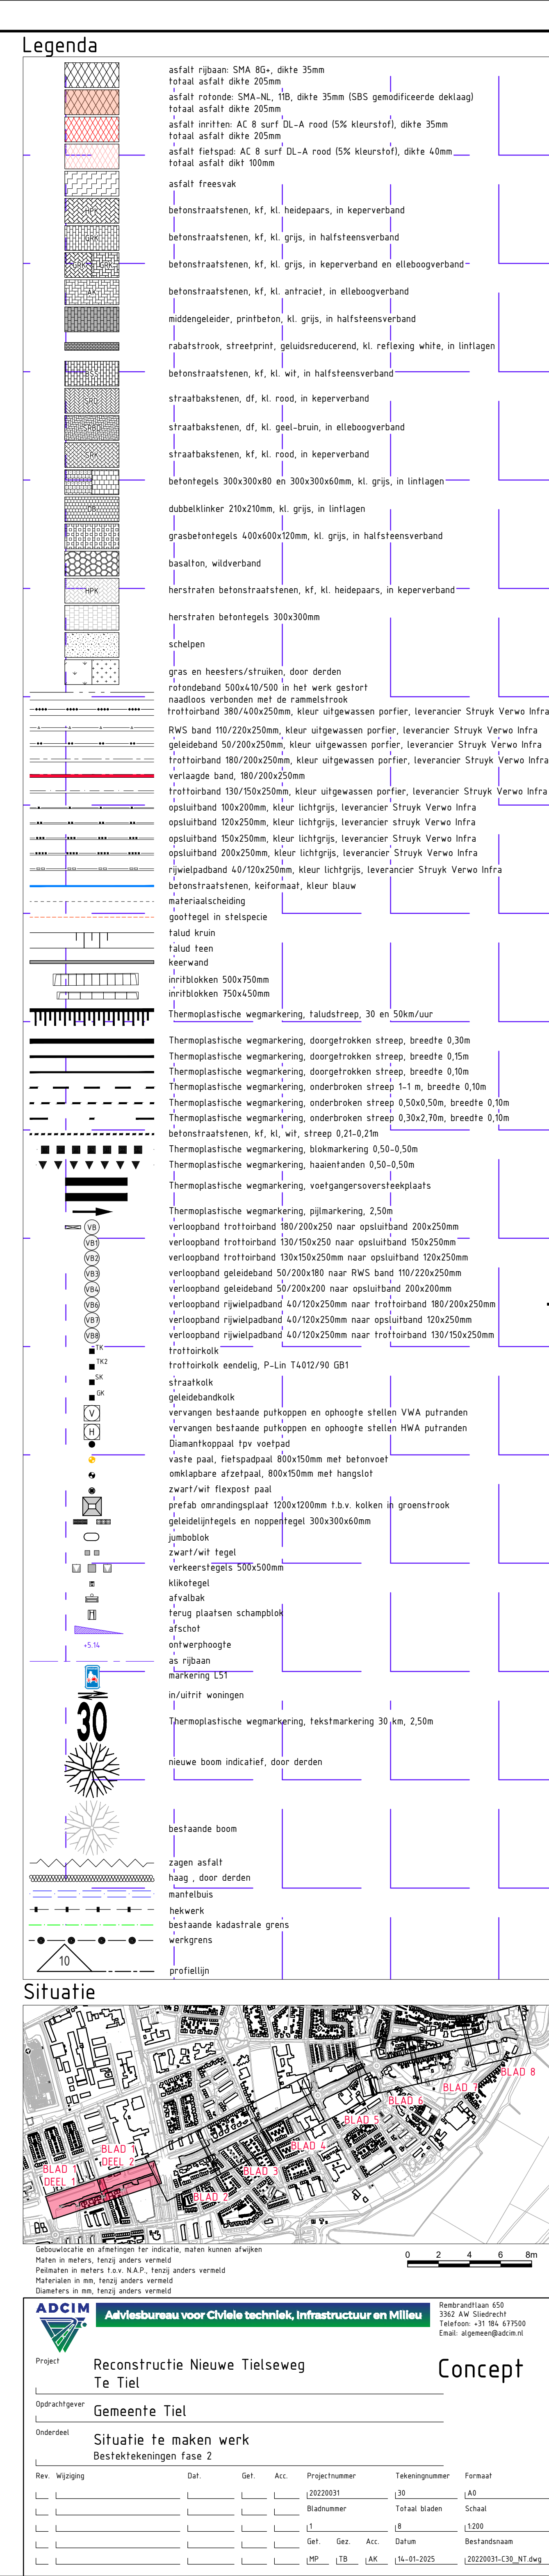 Legenda
asfalt rijbaan: SMA 8G+, dikte 35mm
totaal asfalt dikte 205mm
asfalt rotonde: SMA-NL, 11B, dikte 35mm (SBS gemodificeerde deklaag)
totaal asfalt dikte 205mm
asfalt inritten: AC 8 surf DL-A rood (5% kleurstof), dikte 35mm
totaal asfalt dikte 205mm
asfalt fietspad: AC 8 surf DL-A rood (5% kleurstof), dikte 40mm
totaal asfalt dikt 100mm
asfalt freesvak
HPK betonstraatstenen, kf, kl. heidepaars, in keperverband
GRK betonstraatstenen, kf, kl. grijs, in halfsteensverband
betonstraatstenen, kf, kl. grijs, in keperverband en elleboogverband
AK betonstraatstenen, kf, kl. antraciet, in elleboogverband
middengeleider, printbeton, kl. grijs, in halfsteensverband
rabatstrook, streetprint, geluidsreducerend, kl. reflexing white, in lintlagen
betonstraatstenen, kf, kl. wit, in halfsteensverband
SRD straatbakstenen, df, kl. rood, in keperverband
straatbakstenen, df, kl. geel-bruin, in elleboogverband
SRK straatbakstenen, kf, kl. rood, in keperverband
betontegels 300x300x80 en 300x300x60mm, kl. grijs, in lintlagen
dubbelklinker 210x210mm, kl. grijs, in lintlagen
grasbetontegels 400x600x120mm, kl. grijs, in halfsteensverband
basalton, wildverband
HPK herstraten betonstraatstenen, kf, kl. heidepaars, in keperverband
herstraten betontegels 300x300mm
schelpen
gras en heesters/struiken, door derden
rotondeband 500x410/500 in het werk gestort
naadloos verbonden met de rammelstrook
trottoirband 380/400x250mm, kleur uitgewassen porfier, leverancier Struyk Verwo Infra
RWS band 110/220x250mm, kleur uitgewassen porfier, leverancier Struyk Verwo Infra
geleideband 50/200x250mm, kleur uitgewassen porfier, leverancier Struyk Verwo Infra
trottoirband 180/200x250mm, kleur uitgewassen porfier, leverancier Struyk Verwo Infra
verlaagde band, 180/200x250mm
trottoirband 130/150x250mm, kleur uitgewassen porfier, leverancier Struyk Verwo Infra
opsluitband 100x200mm, kleur lichtgrijs, leverancier Struyk Verwo Infra
opsluitband 120x250mm, kleur lichtgrijs, leverancier struyk Verwo Infra
opsluitband 150x250mm, kleur lichtgrijs, leverancier Struyk Verwo Infra
opsluitband 200x250mm, kleur lichtgrijs, leverancier Struyk Verwo Infra
rijwielpadband 40/120x250mm, kleur lichtgrijs, leverancier Struyk Verwo Infra
betonstraatstenen, keiformaat, kleur blauw
materiaalscheiding
goottegel in stelspecie
talud kruin
talud teen
keerwand
inritblokken 500x750mm
inritblokken 750x450mm
Thermoplastische wegmarkering, taludstreep, 30 en 50km/uur
Thermoplastische wegmarkering, doorgetrokken streep, breedte 0,30m
Thermoplastische wegmarkering, doorgetrokken streep, breedte 0,15m
Thermoplastische wegmarkering, doorgetrokken streep, breedte 0,10m
Thermoplastische wegmarkering, onderbroken streep 1-1 m, breedte 0,10m
Thermoplastische wegmarkering, onderbroken streep 0,50x0,50m, breedte 0,10m
Thermoplastische wegmarkering, onderbroken streep 0,30x2,70m, breedte 0,10m
betonstraatstenen, kf, kl, wit, streep 0,21-0,21m
Thermoplastische wegmarkering, blokmarkering 0,50-0,50m
Thermoplastische wegmarkering, haaientanden 0,50-0,50m
Thermoplastische wegmarkering, voetgangersoversteekplaats
Thermoplastische wegmarkering, pijlmarkering, 2,50m
VB verloopband trottoirband 180/200x250 naar opsluitband 200x250mm
VB1 verloopband trottoirband 130/150x250 naar opsluitband 150x250mm
VB2 verloopband trottoirband 130x150x250mm naar opsluitband 120x250mm
VB3 verloopband geleideband 50/200x180 naar RWS band 110/220x250mm
VB4 verloopband geleideband 50/200x200 naar opsluitband 200x200mm
VB6 verloopband rijwielpadband 40/120x250mm naar trottoirband 180/200x250mm
VB7 verloopband rijwielpadband 40/120x250mm naar opsluitband 120x250mm
VB8 verloopband rijwielpadband 40/120x250mm naar trottoirband 130/150x250mm
TK trottoirkolk
TK2 trottoirkolk eendelig, P-Lin T4012/90 GB1
SK straatkolk
GK geleidebandkolk
V vervangen bestaande putkoppen en ophoogte stellen VWA putranden
H vervangen bestaande putkoppen en ophoogte stellen HWA putranden
Diamantkoppaal tpv voetpad
vaste paal, fietspadpaal 800x150mm met betonvoet
omklapbare afzetpaal, 800x150mm met hangslot
zwart/wit flexpost paal
prefab omrandingsplaat 1200x1200mm t.b.v. kolken in groenstrook
geleidelijntegels en noppentegel 300x300x60mm
jumboblok
zwart/wit tegel
verkeerstegels 500x500mm
klikotegel
afvalbak
terug plaatsen schampblok
afschot
+5.14 ontwerphoogte
as rijbaan
markering L51
in/uitrit woningen
30 Thermoplastische wegmarkering, tekstmarkering 30 km, 2,50m
nieuwe boom indicatief, door derden
bestaande boom
zagen asfalt
haag , door derden
mantelbuis
hekwerk
bestaande kadastrale grens
werkgrens
10 profiellijn
Situatie
BLAD 8
BLAD 7
BLAD 6
BLAD 5
BLAD 4
BLAD 1
DEEL 2
BLAD 3
BLAD 1
DEEL 1
BLAD 2
Gebouwlocatie en afmetingen ter indicatie, maten kunnen afwijken
Maten in meters, tenzij anders vermeld
Peilmaten in meters t.o.v. N.A.P., tenzij anders vermeld
Materialen in mm, tenzij anders vermeld
Diameters in mm, tenzij anders vermeld
0 2 4 6 8m
ADCIM
Adviesbureau voor Civiele techniek, Infrastructuur en Milieu
Rembrandtlaan 650
3362 AW Sliedrecht
Telefoon: +31 184 677500
Email: algemeen@adcim.nl
Project
Reconstructie Nieuwe Tielseweg
Te Tiel
Concept
Opdrachtgever
Gemeente Tiel
Onderdeel
Situatie te maken werk
Bestektekeningen fase 2
Rev. Wijziging Dat. Get. Acc. Projectnummer Tekeningnummer Formaat
20220031 30 A0
Bladnummer Totaal bladen Schaal
1 8 1:200
Get. Gez. Acc. Datum Bestandsnaam
MP TB AK 14-01-2025 20220031-C30_NT.dwg